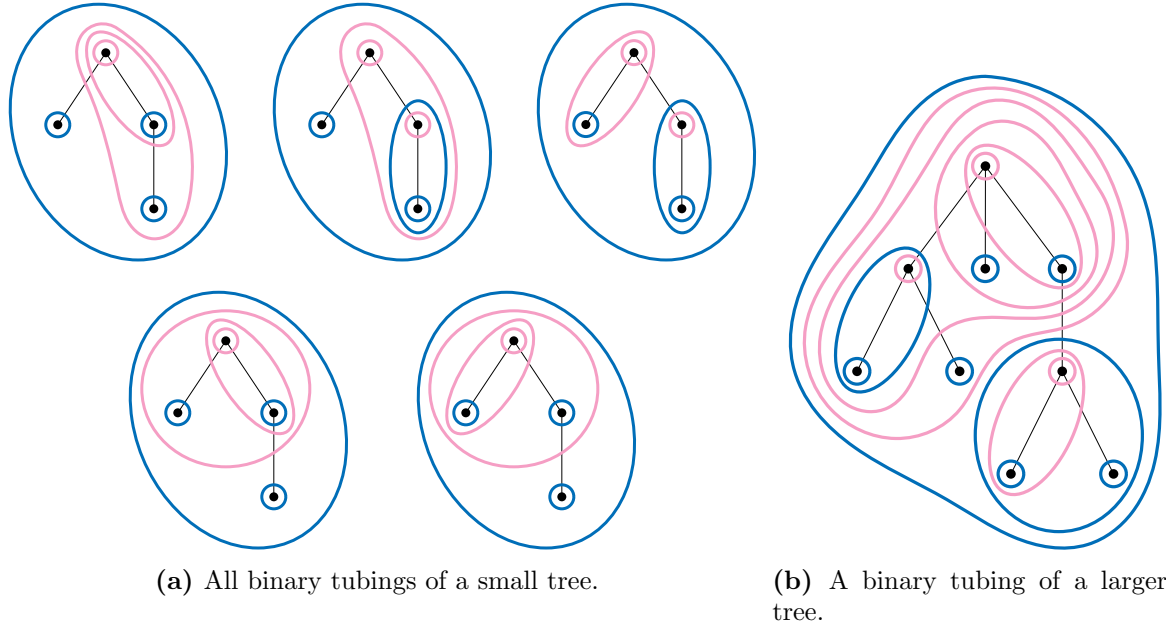 (a) All binary tubings of a small tree.
(b) A binary tubing of a larger
tree.